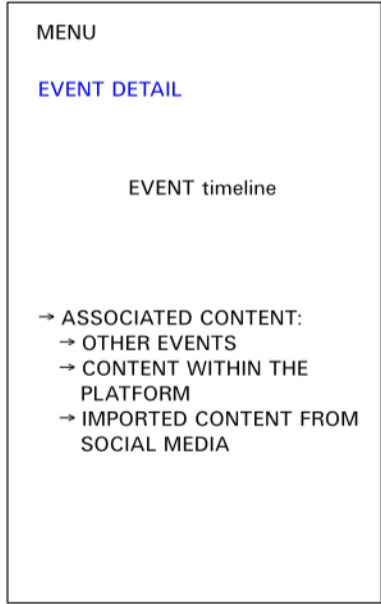 MENU
EVENT DETAIL
EVENT timeline
→ ASSOCIATED CONTENT:
→ OTHER EVENTS
→ CONTENT WITHIN THE
PLATFORM
→ IMPORTED CONTENT FROM
SOCIAL MEDIA